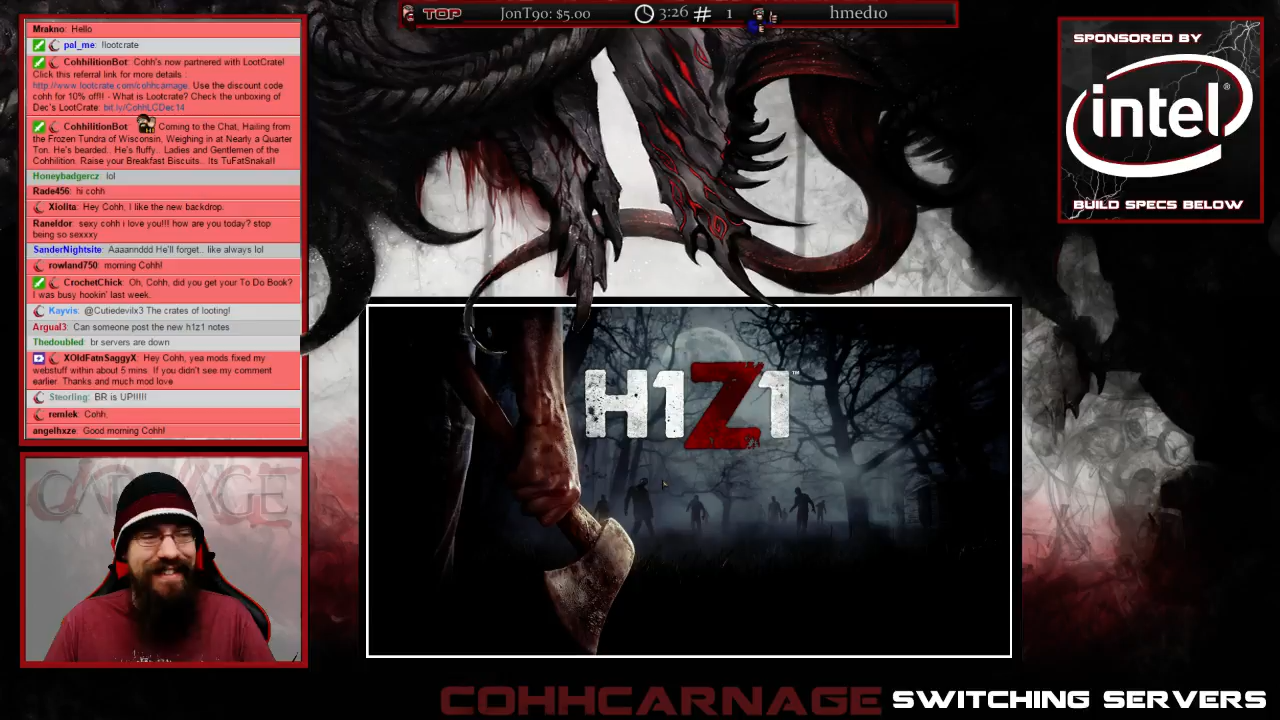 TOP JonT90: $5.00 3:26 # 1 hmed10
Mrakno: Hello
pal_me: !lootcrate
CohhilitionBot: Cohh's now partnered with LootCrate!
Click this referral link for more details :
http://www.lootcrate.com/cohhcarnage. Use the discount code
cohh for 10% off!! - What is Lootcrate? Check the unboxing of
Dec's LootCrate: bit.ly/CohhLCDec14
CohhilitionBot Coming to the Chat, Hailing from
the Frozen Tundra of Wisconsin, Weighing in at Nearly a Quarter
Ton. He's bearded.. He's fluffy.. Ladies and Gentlemen of the
Cohhilition. Raise your Breakfast Biscuits.. Its TuFatSnaka!!
Honeybadgercz: lol
Rade456: hi cohh
Xiolita: Hey Cohh, I like the new backdrop.
Raneldor: sexy cohh i love you!!! how are you today? stop
being so sexxxy
SanderNightsite: Aaaannddd He'll forget.. like always lol
rowland750: morning Cohh!
CrochetChick: Oh, Cohh, did you get your To Do Book?
I was busy hookin' last week.
Kayvis: @Cutiedevilx3 The crates of looting!
Argual3: Can someone post the new h1z1 notes
Thedoubled: br servers are down
XOldFatnSaggyX: Hey Cohh, yea mods fixed my
webstuff within about 5 mins. If you didn't see my comment
earlier. Thanks and much mod love
Steorling: BR is UP!!!!!
remiek: Cohh,
angelhxze: Good morning Cohh!
SPONSORED BY
intel®
BUILD SPECS BELOW
H1Z1™
CARNAGE
COHHCARNAGE SWITCHING SERVERS